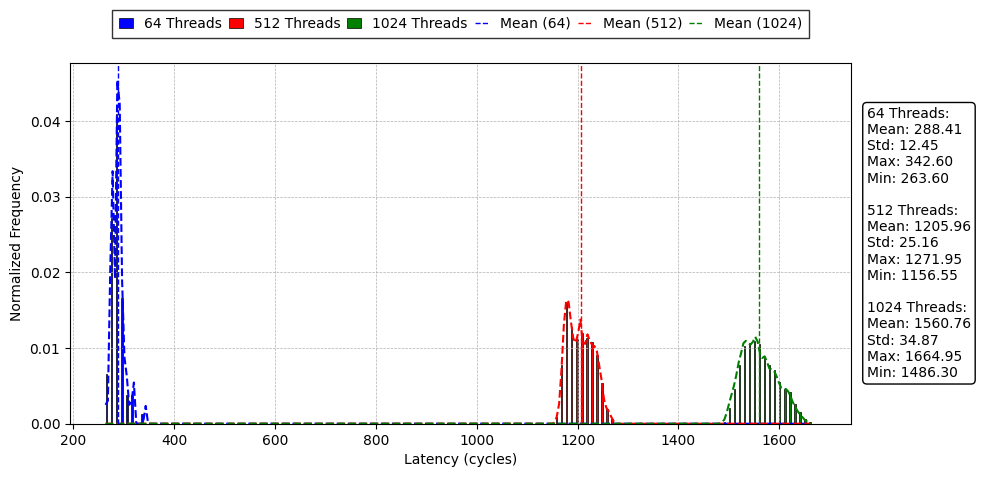 64 Threads 512 Threads 1024 Threads Mean (64) Mean (512) Mean (1024)
Normalized Frequency
0.04
0.03
0.02
0.01
0.00
200 400 600 800 1000 1200 1400 1600
Latency (cycles)
64 Threads:
Mean: 288.41
Std: 12.45
Max: 342.60
Min: 263.60
512 Threads:
Mean: 1205.96
Std: 25.16
Max: 1271.95
Min: 1156.55
1024 Threads:
Mean: 1560.76
Std: 34.87
Max: 1664.95
Min: 1486.30